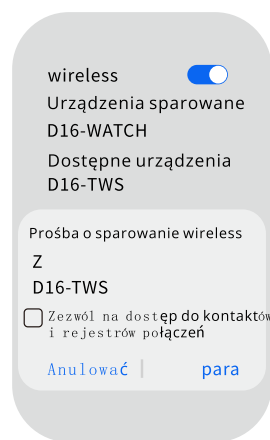 wireless
Urządzenia sparowane
D16-WATCH
Dostępne urządzenia
D16-TWS
Prośba o sparowanie wireless
Z
D16-TWS
Zezwól na dostęp do kontaktów
i rejestrów połączeń
Anulować para